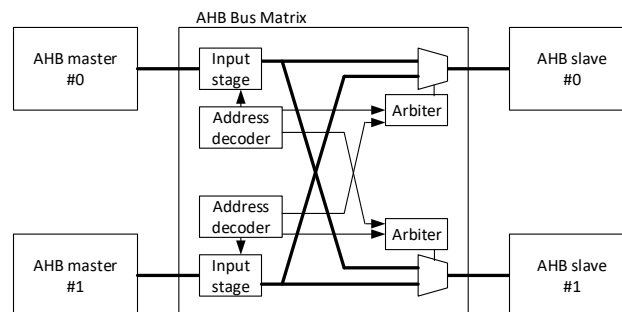 AHB Bus Matrix
AHB master
#0
Input
stage
AHB slave
#0
Address
decoder
Arbiter
Address
decoder
Arbiter
AHB master
#1
Input
stage
AHB slave
#1